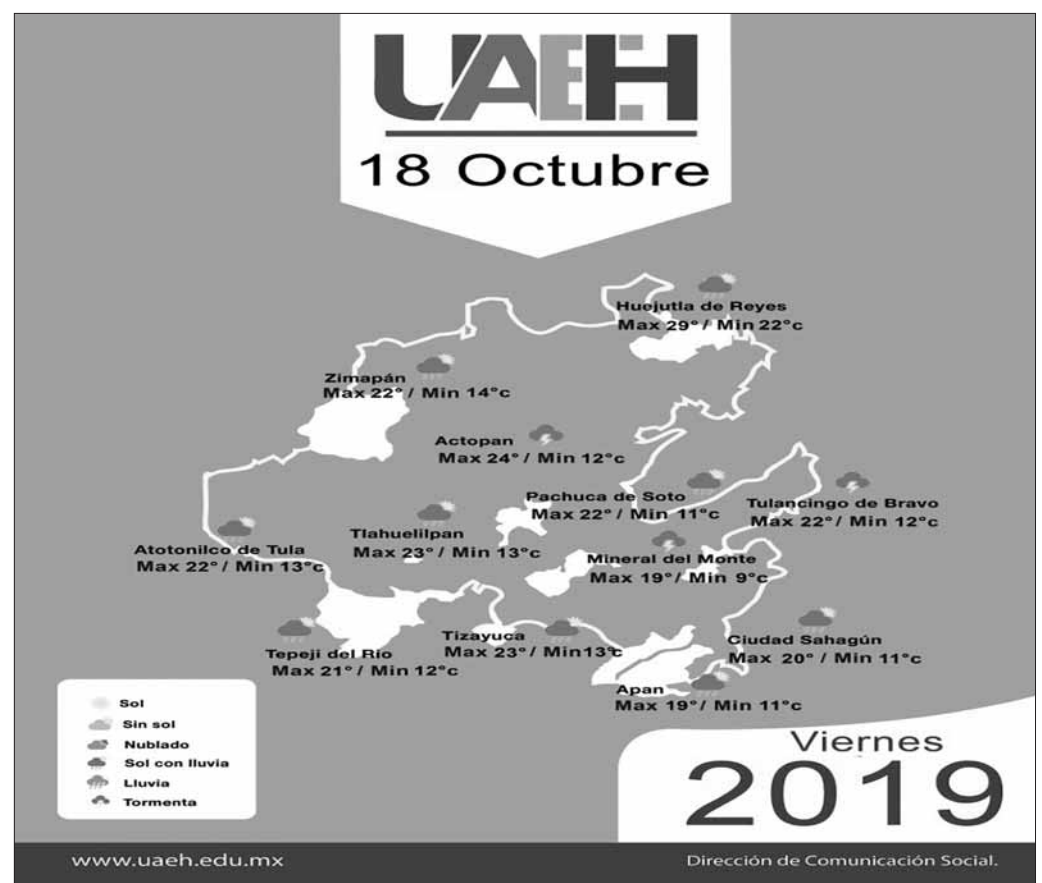 UAEH
18 Octubre
Huejutla de Reyes
Max 29° / Min 22°c
Zimapán
Max 22° / Min 14°c
Actopan
Max 24° / Min 12°c
Pachuca de Soto
Max 22° / Min 11°c
Tulancingo de Bravo
Max 22° / Min 12°c
Tlahuelilpan
Max 23° / Min 13°c
Atotonilco de Tula
Max 22° / Min 13°c
Mineral del Monte
Max 19° / Min 9°c
Tizayuca
Max 23° / Min13°c
Ciudad Sahagún
Max 20° / Min 11°c
Tepeji del Río
Max 21° / Min 12°c
Apan
Max 19° / Min 11°c
Sol
Sin sol
Nublado
Sol con lluvia
Lluvia
Tormenta
Viernes
2019
www.uaeh.edu.mx
Dirección de Comunicación Social.